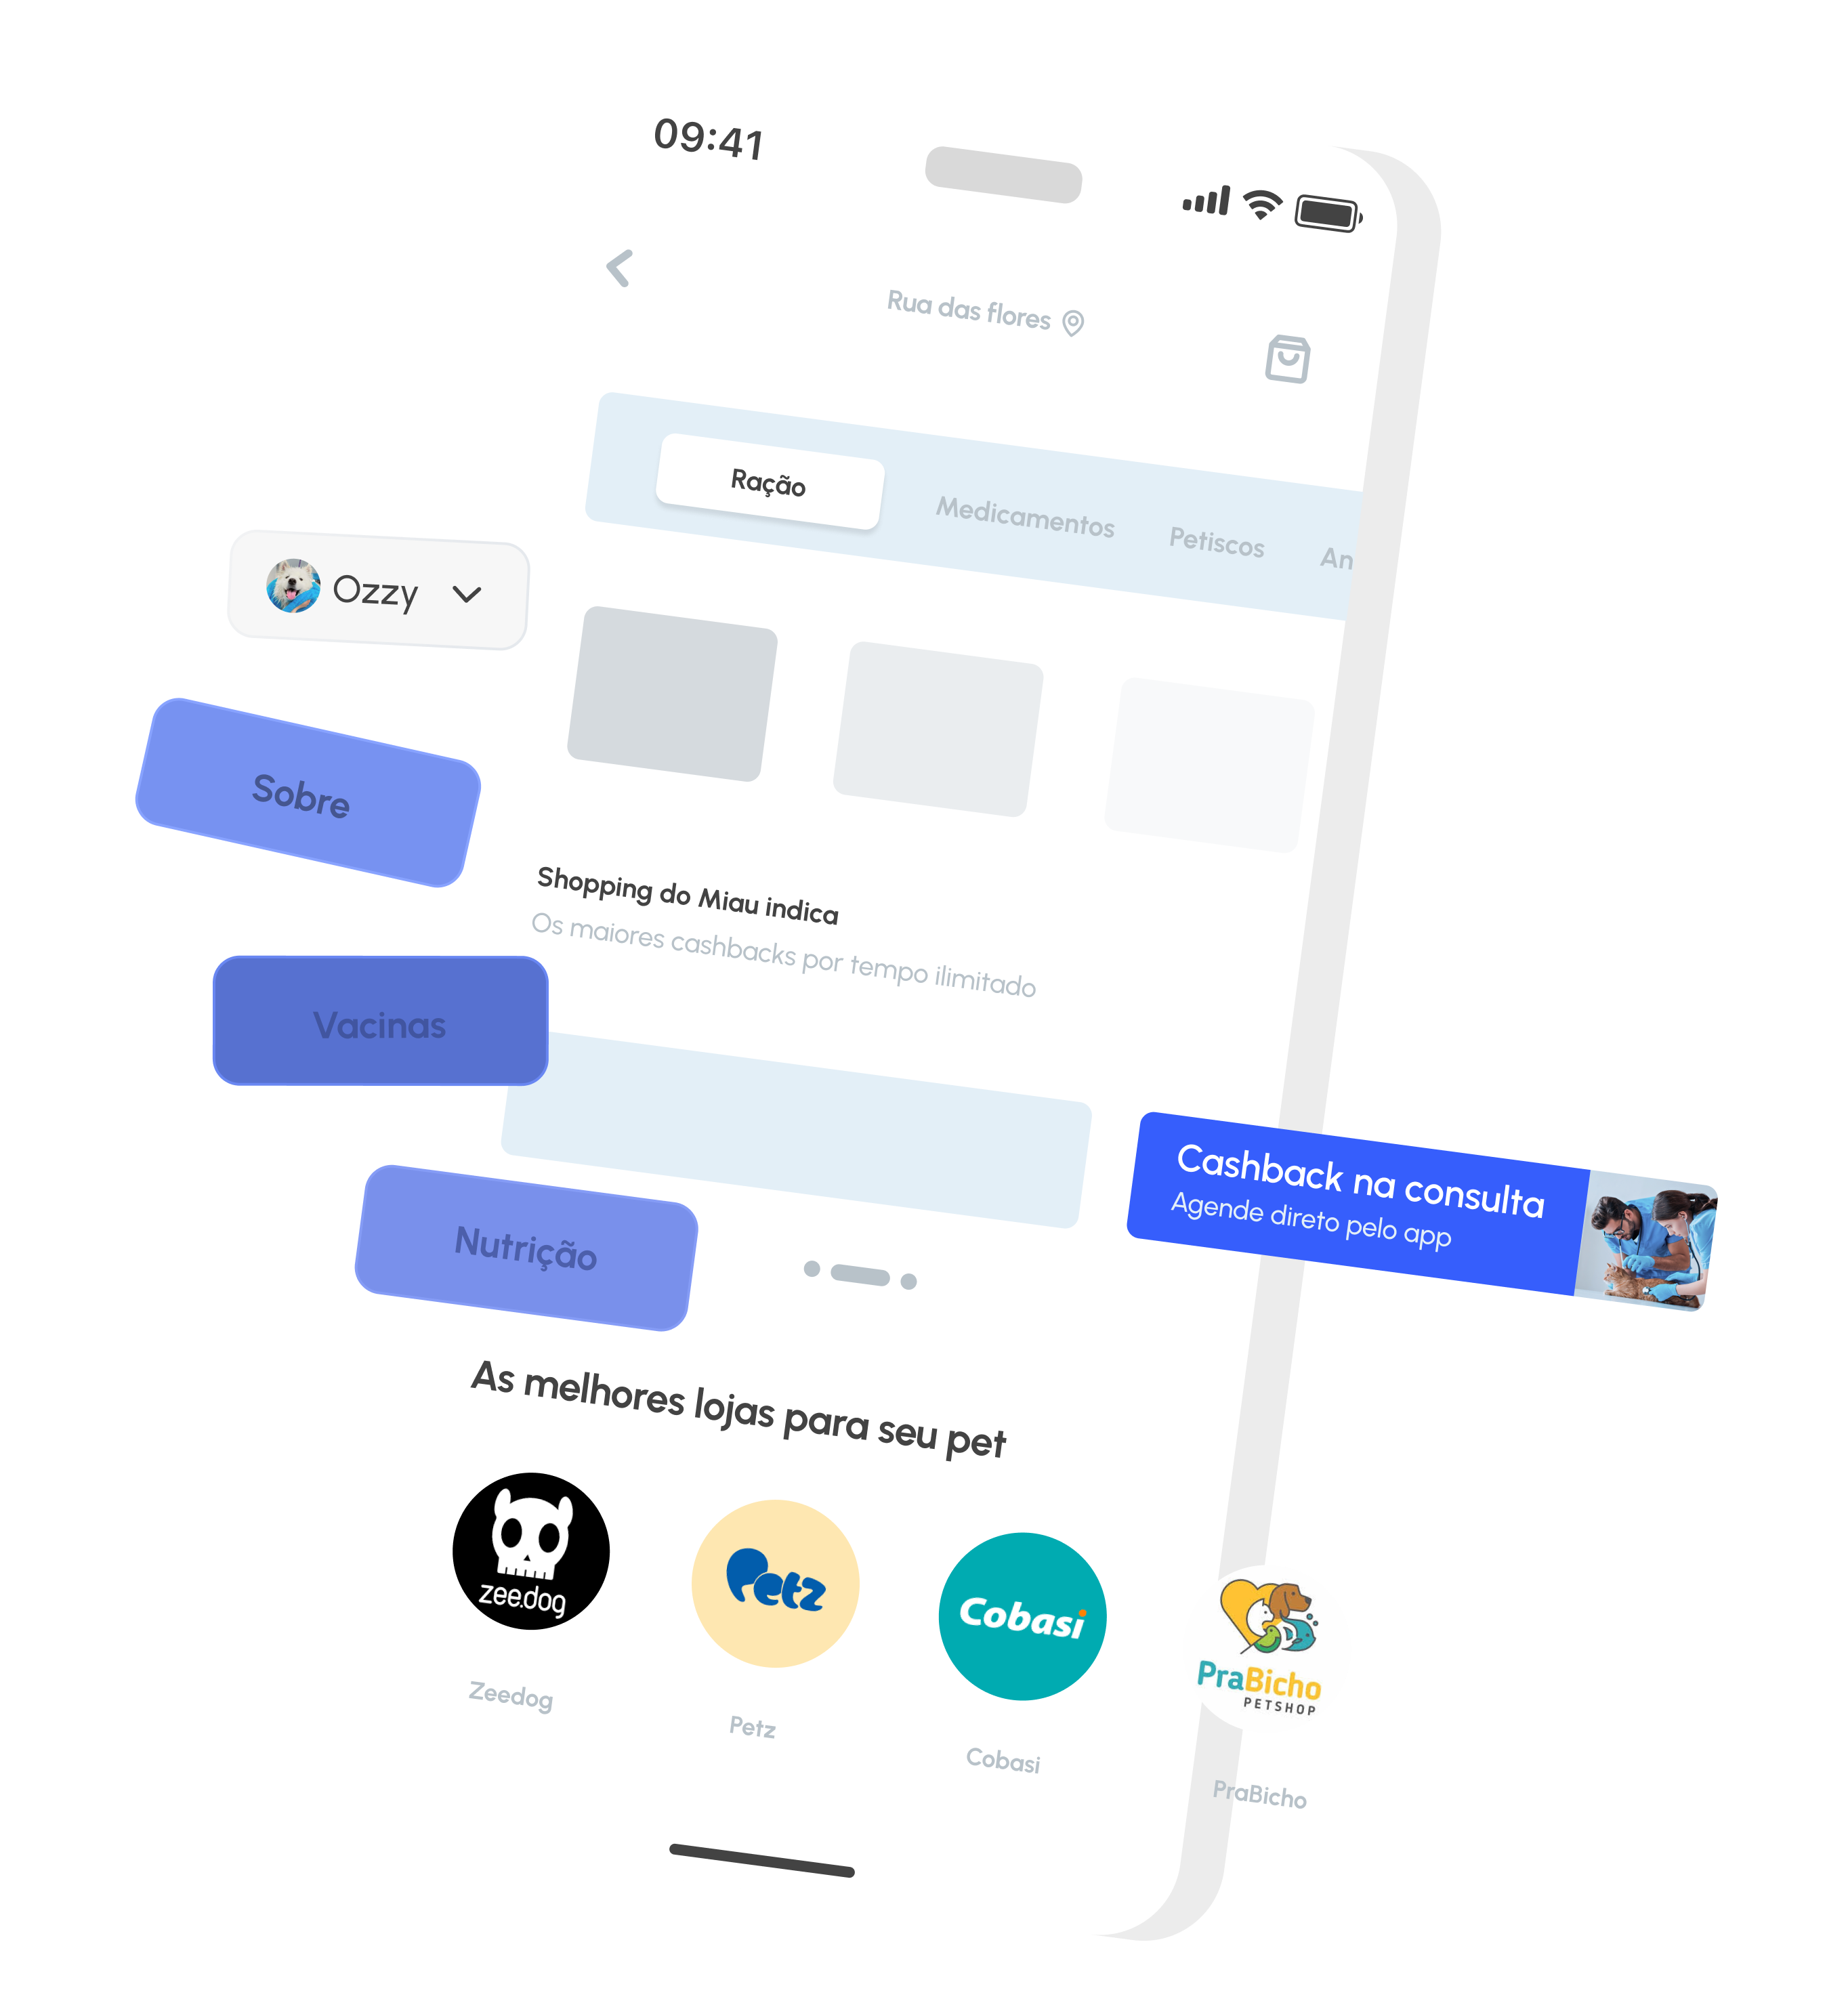 09:41
Rua das flores
Ração
Medicamentos
Petiscos
An
Ozzy
Sobre
Shopping do Miau indica
Os maiores cashbacks por tempo ilimitado
Vacinas
Cashback na consulta
Agende direto pelo app
Nutrição
As melhores lojas para seu pet
zee.dog
Petz
Cobasi
PraBicho
PETSHOP
Zeedog
Petz
Cobasi
PraBicho